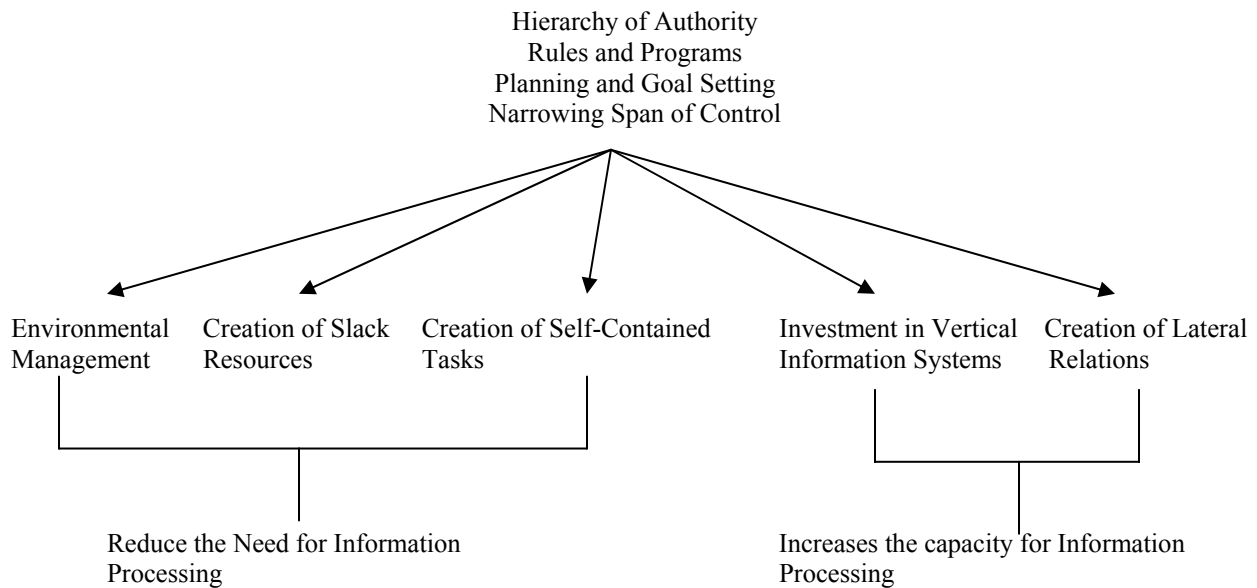 Hierarchy of Authority
Rules and Programs
Planning and Goal Setting
Narrowing Span of Control
Environmental
Management
Creation of Slack
Resources
Creation of Self-Contained
Tasks
Investment in Vertical
Information Systems
Creation of Lateral
Relations
Reduce the Need for Information
Processing
Increases the capacity for Information
Processing